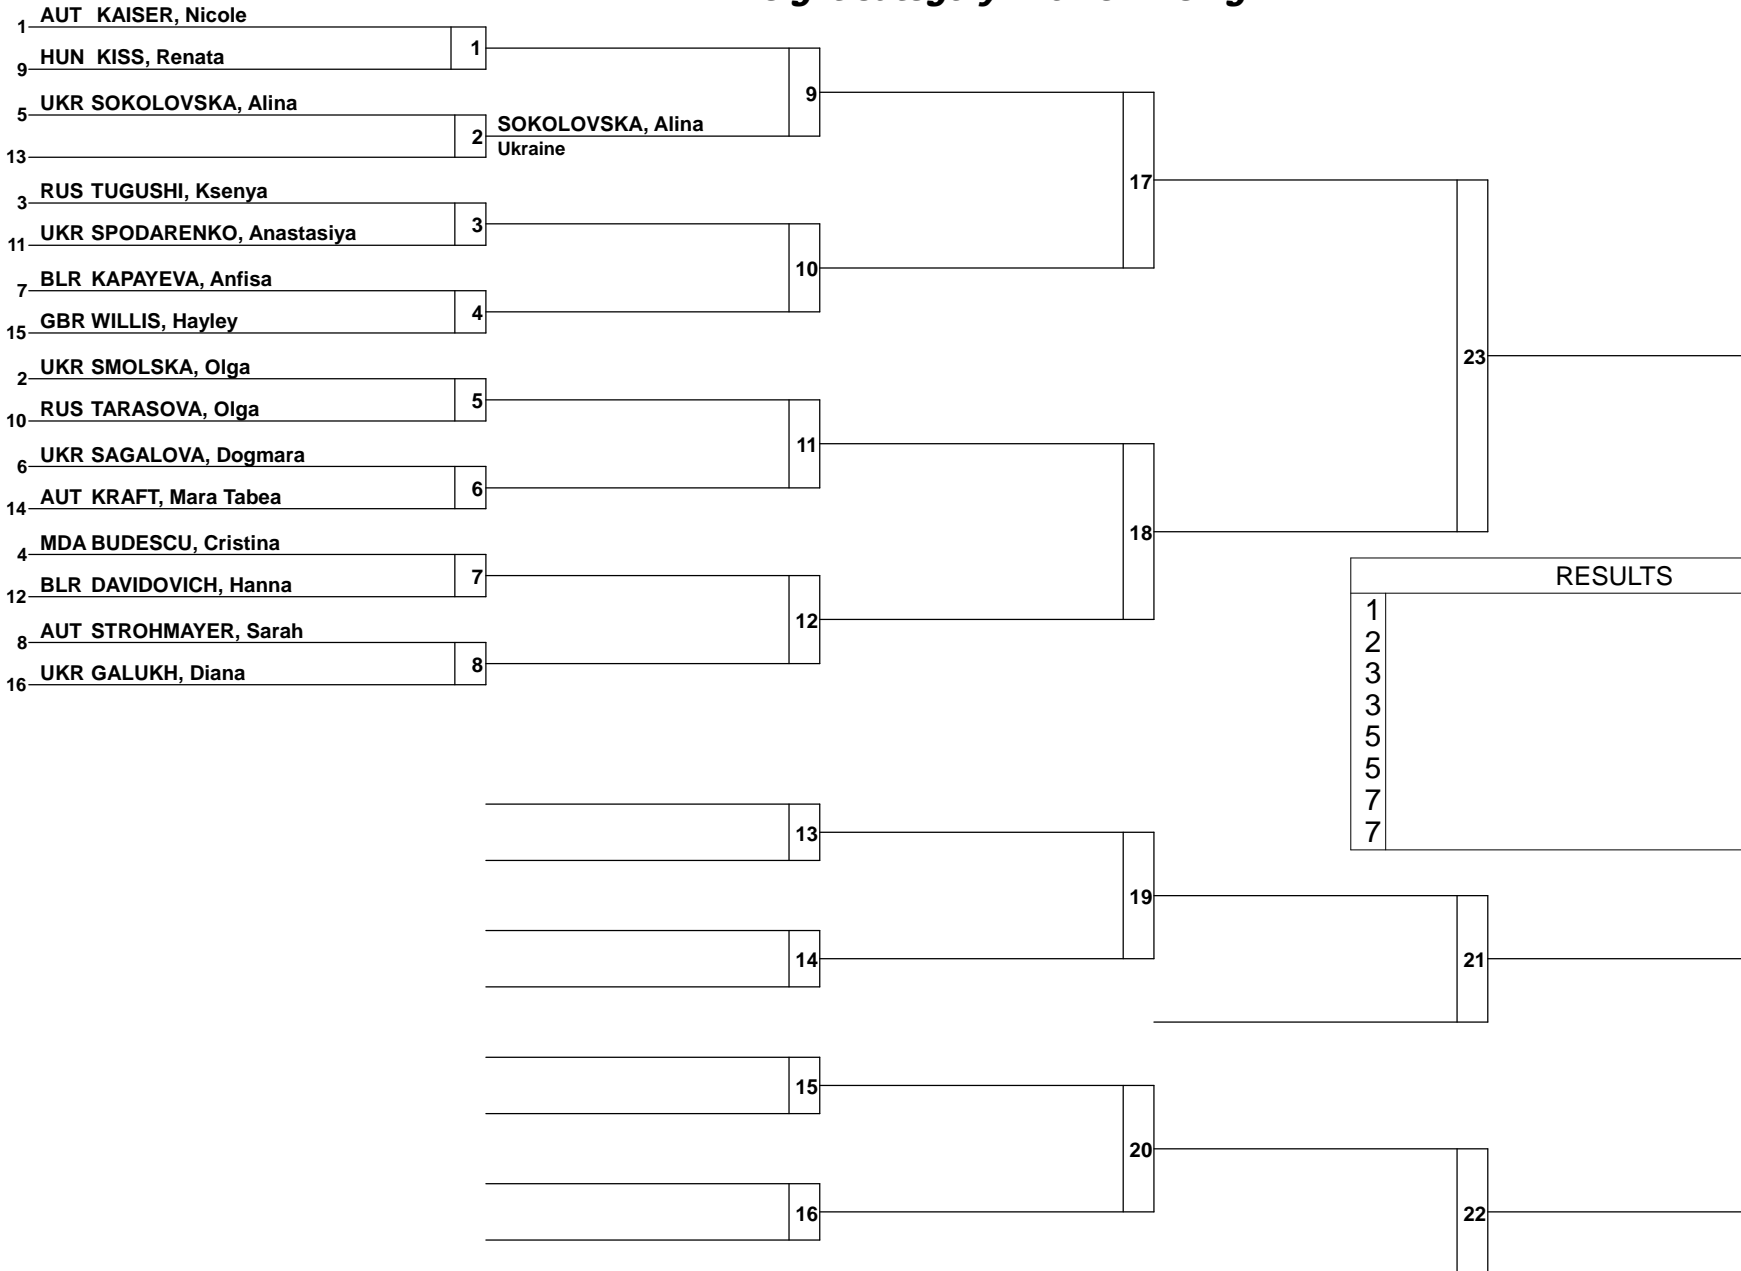 1 AUT KAISER, Nicole
9 HUN KISS, Renata
1
5 UKR SOKOLOVSKA, Alina
13
2
SOKOLOVSKA, Alina
Ukraine
9
3 RUS TUGUSHI, Ksenya
11 UKR SPODARENKO, Anastasiya
3
7 BLR KAPAYEVA, Anfisa
15 GBR WILLIS, Hayley
4
10
17
2 UKR SMOLSKA, Olga
10 RUS TARASOVA, Olga
5
6 UKR SAGALOVA, Dogmara
14 AUT KRAFT, Mara Tabea
6
11
4 MDA BUDESCU, Cristina
12 BLR DAVIDOVICH, Hanna
7
8 AUT STROHMAYER, Sarah
16 UKR GALUKH, Diana
8
12
18
23
RESULTS
1
2
3
3
5
5
7
7
13
14
19
21
15
16
20
22